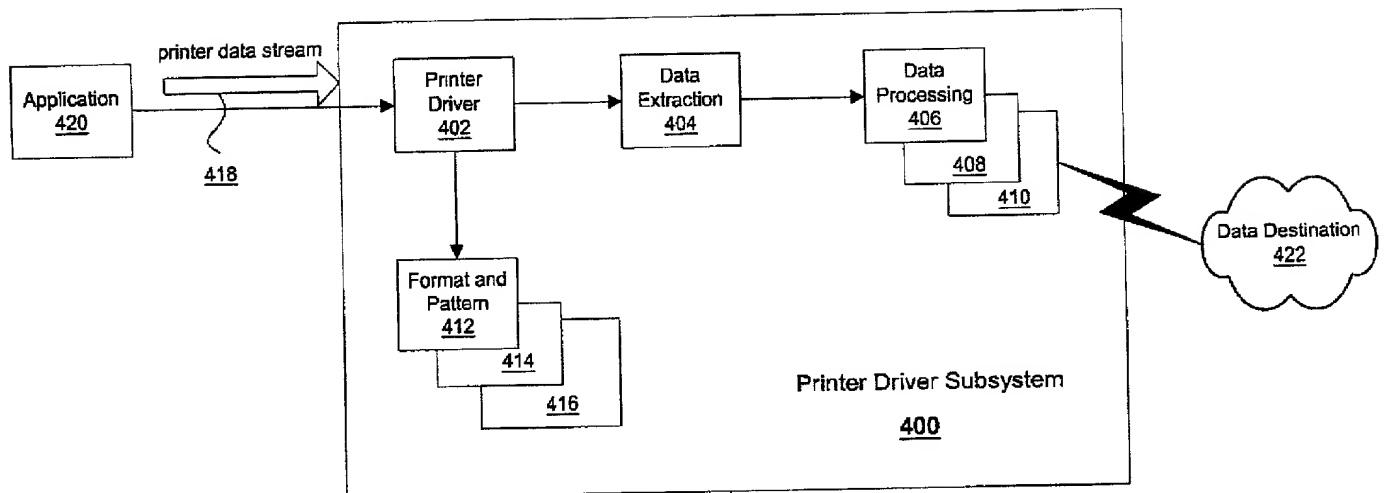 printer data stream
Application
420
418
Printer
Driver
402
Data
Extraction
404
Data
Processing
406
408
410
Data Destination
422
Format and
Pattern
412
414
416
Printer Driver Subsystem
400